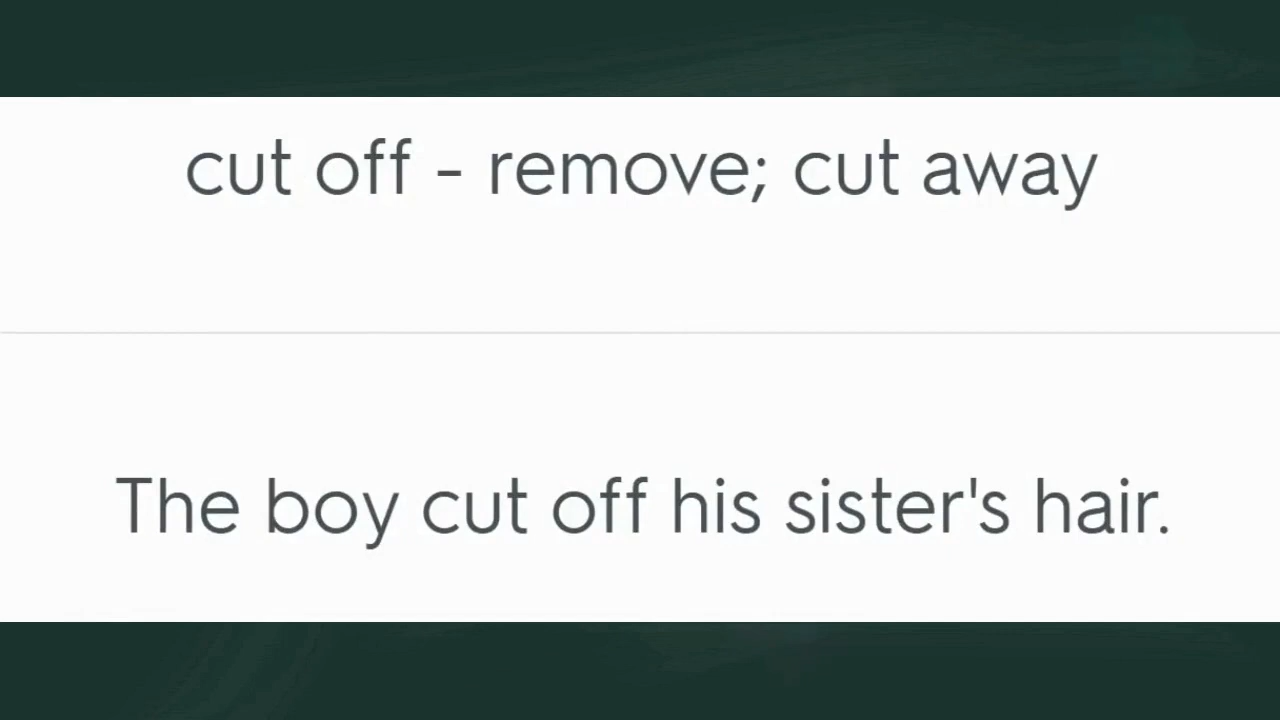 cut off - remove; cut away
The boy cut off his sister's hair.